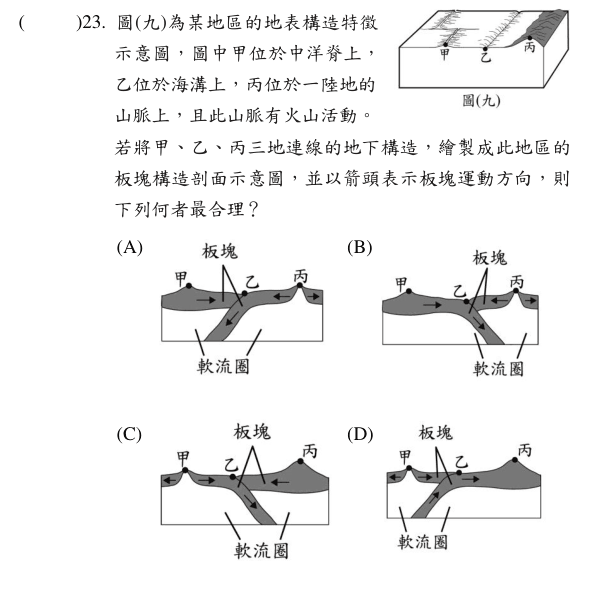 (　　)23. 圖(九)為某地區的地表構造特徵
示意圖，圖中甲位於中洋脊上，
乙位於海溝上，丙位於一陸地的
山脈上，且此山脈有火山活動。
甲
乙
丙
圖(九)
若將甲、乙、丙三地連線的地下構造，繪製成此地區的
板塊構造剖面示意圖，並以箭頭表示板塊運動方向，則
下列何者最合理？
(A)
甲
板塊
乙
丙
軟流圈
(B)
甲
板塊
乙
丙
軟流圈
(C)
甲
板塊
乙
丙
軟流圈
(D)
甲
板塊
乙
丙
軟流圈